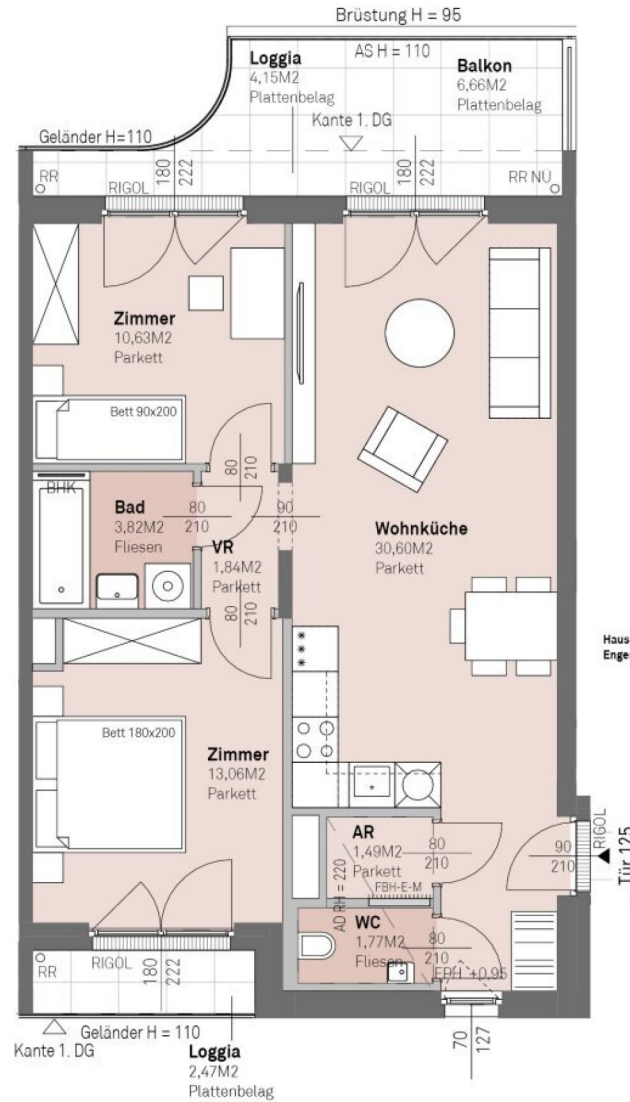 Brüstung H = 95
AS H = 110
Loggia
4,15M2
Plattenbelag
Balkon
6,66M2
Plattenbelag
Kante 1. DG
Geländer H=110
RR
RIGOL
180
222
RIGOL
180
222
RR NÜ
Zimmer
10,63M2
Parkett
Bett 90x200
80
210
BHK
Bad
3,82M2
Fliesen
80
210
90
210
VR
1,84M2
Parkett
80
210
Wohnküche
30,60M2
Parkett
Haus
Enge
Bett 180x200
Zimmer
13,06M2
Parkett
AR
1,49M2
Parkett
FBH-E-M
80
210
90
210
RIGOL
Tür 125
AD RH = 220
WC
1,77M2
Fliesen
80
210
FPH +0,95
RR
RIGOL
180
222
Geländer H = 110
Kante 1. DG
Loggia
2,47M2
Plattenbelag
70
127